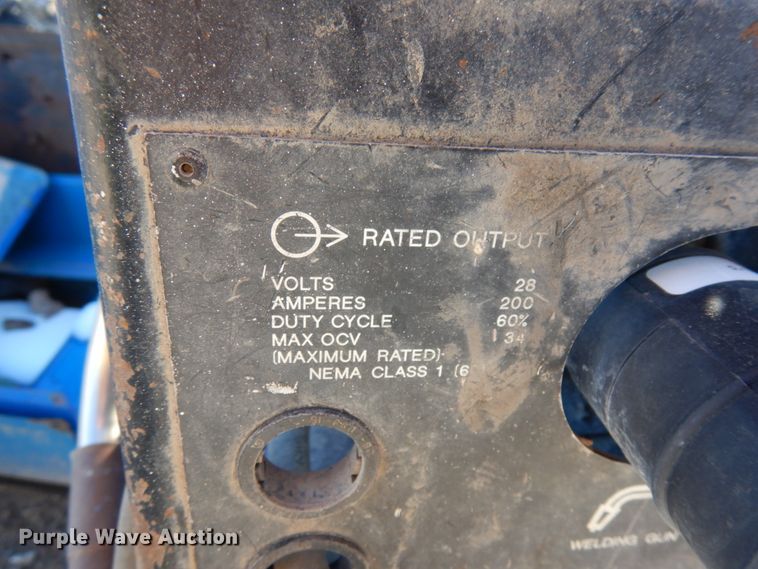 RATED OUTPUT
VOLTS 28
AMPERES 200
DUTY CYCLE 60%
MAX OCV 34
(MAXIMUM RATED)
NEMA CLASS 1 (6
WELDING GUN
Purple Wave Auction